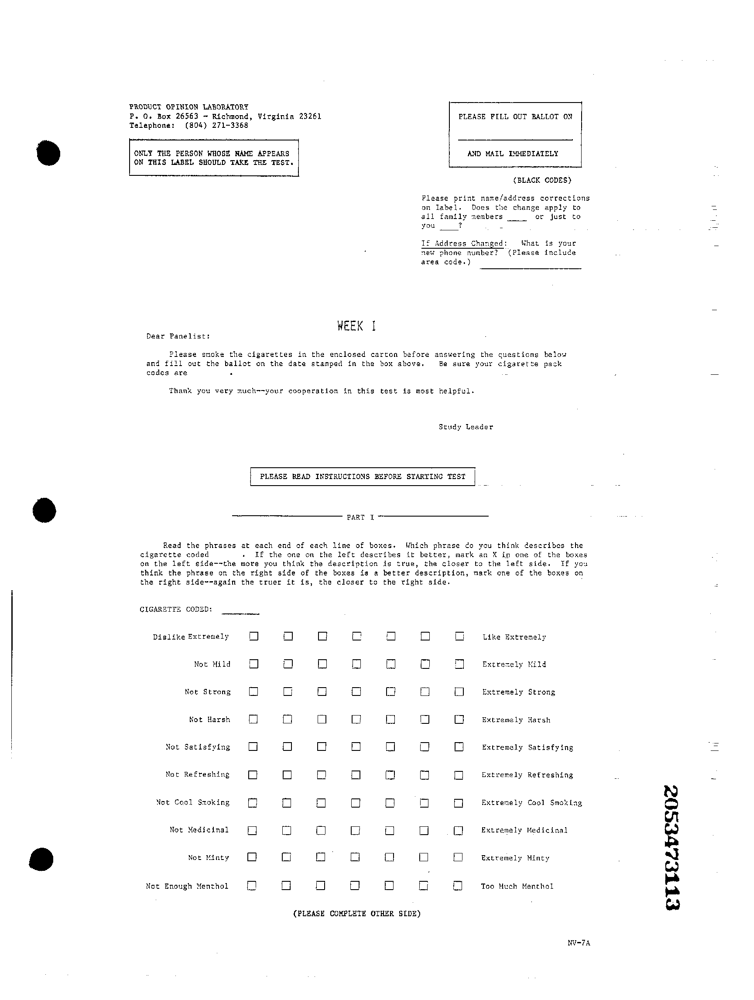 PRODUCT OPINION LABORATORY
P. O. Box 26563 - Richmond, Virginia 23261
Telephone: (804) 271-3368
ONLY THE PERSON WHOSE NAME APPEARS
ON THIS LABEL SHOULD TAKE THE TEST.
PLEASE FILL OUT BALLOT ON
AND MAIL IMMEDIATELY
(BLACK CODES)
Please print name/address corrections
on label. Does the change apply to
all family members ____ or just to
you ____?
If Address Changed: What is your
new phone number? (Please include
area code.) ____
WEEK I
Dear Panelist:
Please smoke the cigarettes in the enclosed carton before answering the questions below
and fill out the ballot on the date stamped in the box above. Be sure your cigarette pack
codes are .
Thank you very much--your cooperation in this test is most helpful.
Study Leader
PLEASE READ INSTRUCTIONS BEFORE STARTING TEST
PART I
Read the phrases at each end of each line of boxes. Which phrase do you think describes the
cigarette coded . If the one on the left describes it better, mark an X in one of the boxes
on the left side--the more you think the description is true, the closer to the left side. If you
think the phrase on the right side of the boxes is a better description, mark one of the boxes on
the right side--again the truer it is, the closer to the right side.
CIGARETTE CODED: ____
Dislike Extremely Like Extremely
Not Mild Extremely Mild
Not Strong Extremely Strong
Not Harsh Extremely Harsh
Not Satisfying Extremely Satisfying
Not Refreshing Extremely Refreshing
Not Cool Smoking Extremely Cool Smoking
Not Medicinal Extremely Medicinal
Not Minty Extremely Minty
Not Enough Menthol Too Much Menthol
(PLEASE COMPLETE OTHER SIDE)
NV-7A
2053473113